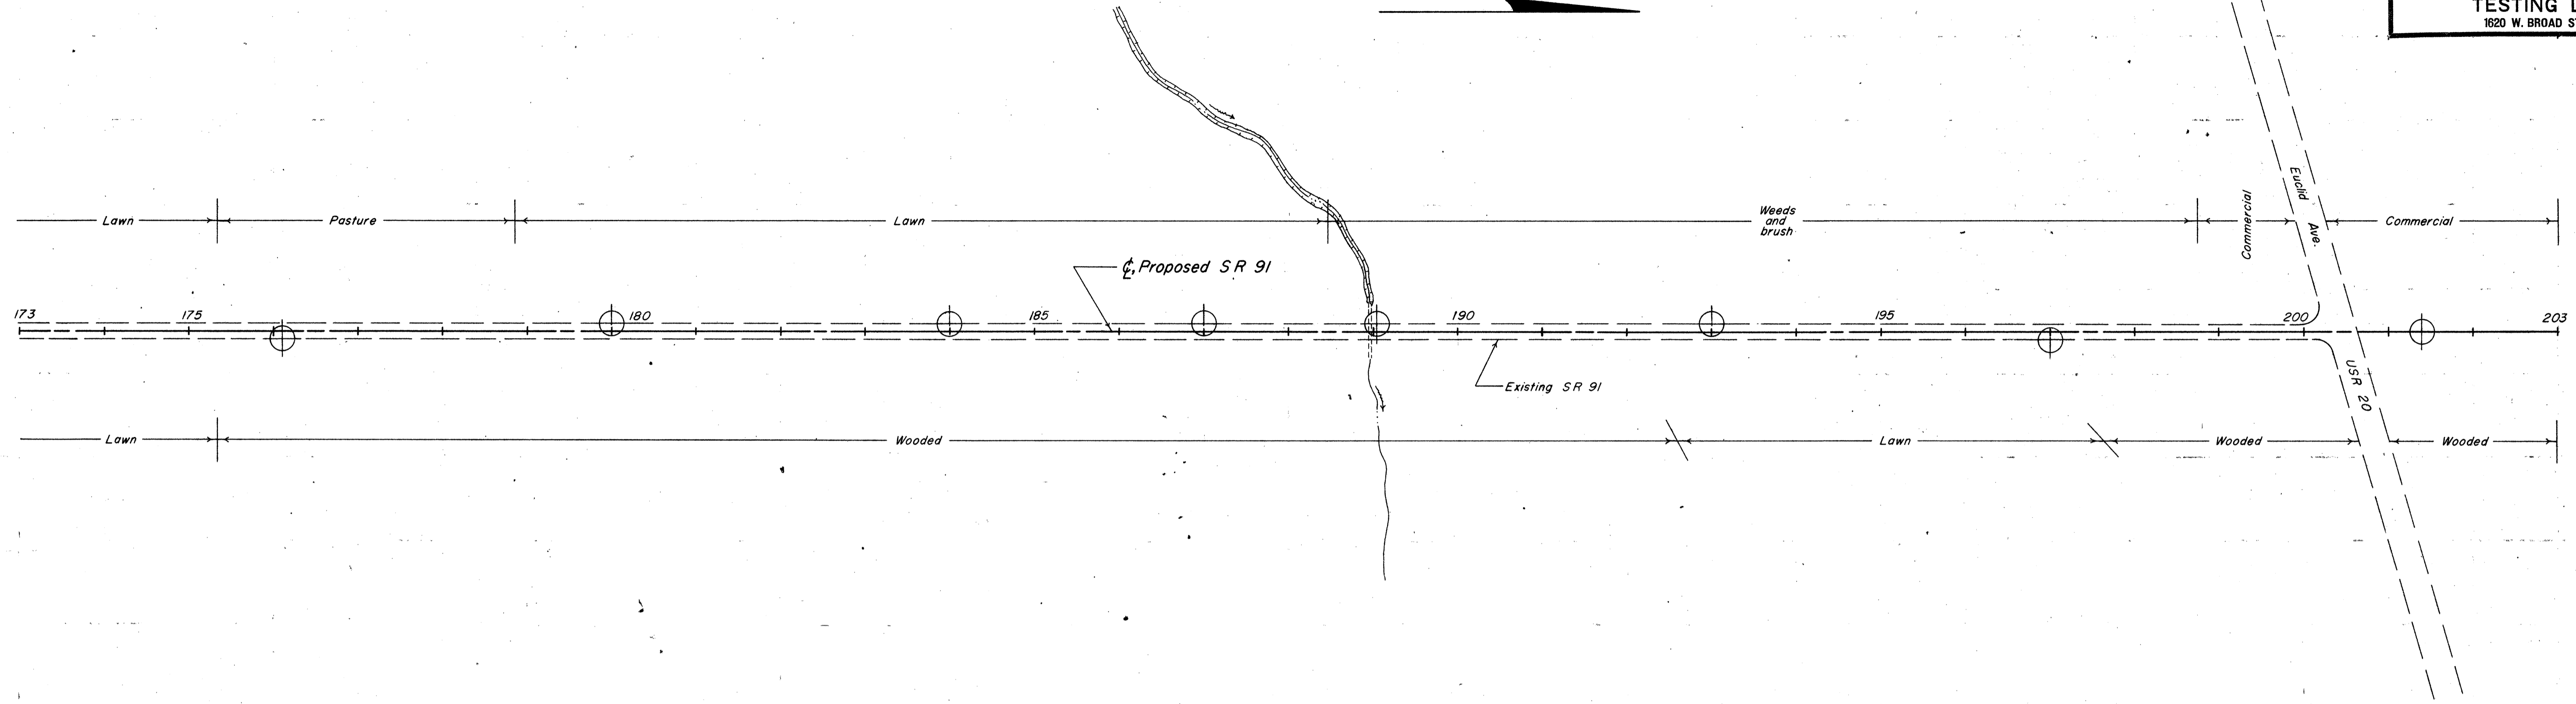 TESTING
1620 W. BROAD
Euclid Ave.
Lawn
Pasture
Lawn
Weeds
and
brush
Commercial
Commercial
℄, Proposed SR 91
173
175
180
185
190
195
200
203
Existing SR 91
USR 20
Lawn
Wooded
Lawn
Wooded
Wooded